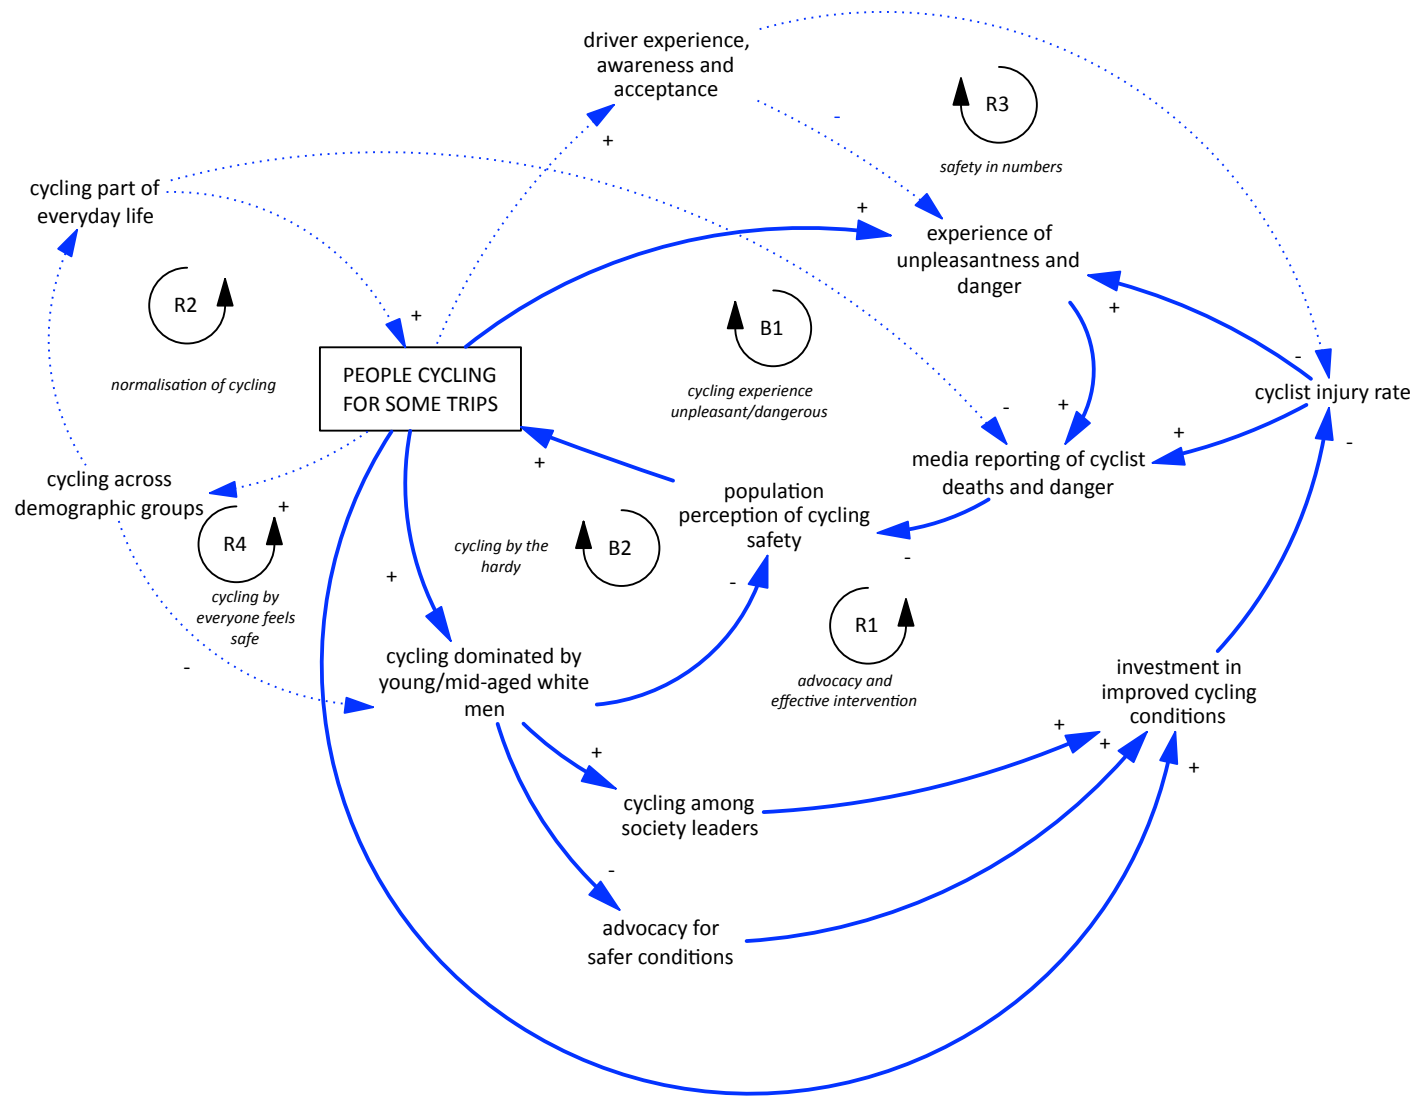 driver experience,
awareness and
acceptance
-
+
R3
safety in numbers
cycling part of
everyday life
+
experience of
unpleasantness and
danger
R2
+
normalisation of cycling
B1
cycling experience
unpleasant/dangerous
+
-
PEOPLE CYCLING
FOR SOME TRIPS
cyclist injury rate
-
+
+
-
media reporting of cyclist
deaths and danger
+
population
perception of cycling
safety
-
cycling across
demographic groups
+
R4
cycling by
everyone feels
safe
-
cycling by the
hardy
B2
+
-
R1
advocacy and
effective intervention
cycling dominated by
young/mid-aged white
men
investment in
improved cycling
conditions
+
+
+
+
cycling among
society leaders
-
advocacy for
safer conditions